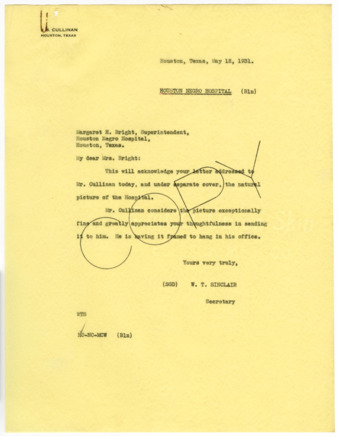 J. S. CULLINAN
HOUSTON, TEXAS
Houston, Texas, May 12, 1931.
HOUSTON NEGRO HOSPITAL (Els)
Margaret N. Bright, Superintendent,
Houston Negro Hospital,
Houston, Texas.
My dear Mrs. Bright:
This will acknowledge your letter addressed to
Mr. Cullinan today, and under separate cover, the natural
picture of the Hospital.
Mr. Cullinan considers the picture exceptionally
fine and greatly appreciates your thoughtfulness in sending
it to him. He is having it framed to hang in his office.
COPY
Yours very truly,
(SGD) W. T. SINCLAIR
Secretary
WTS
(Els)